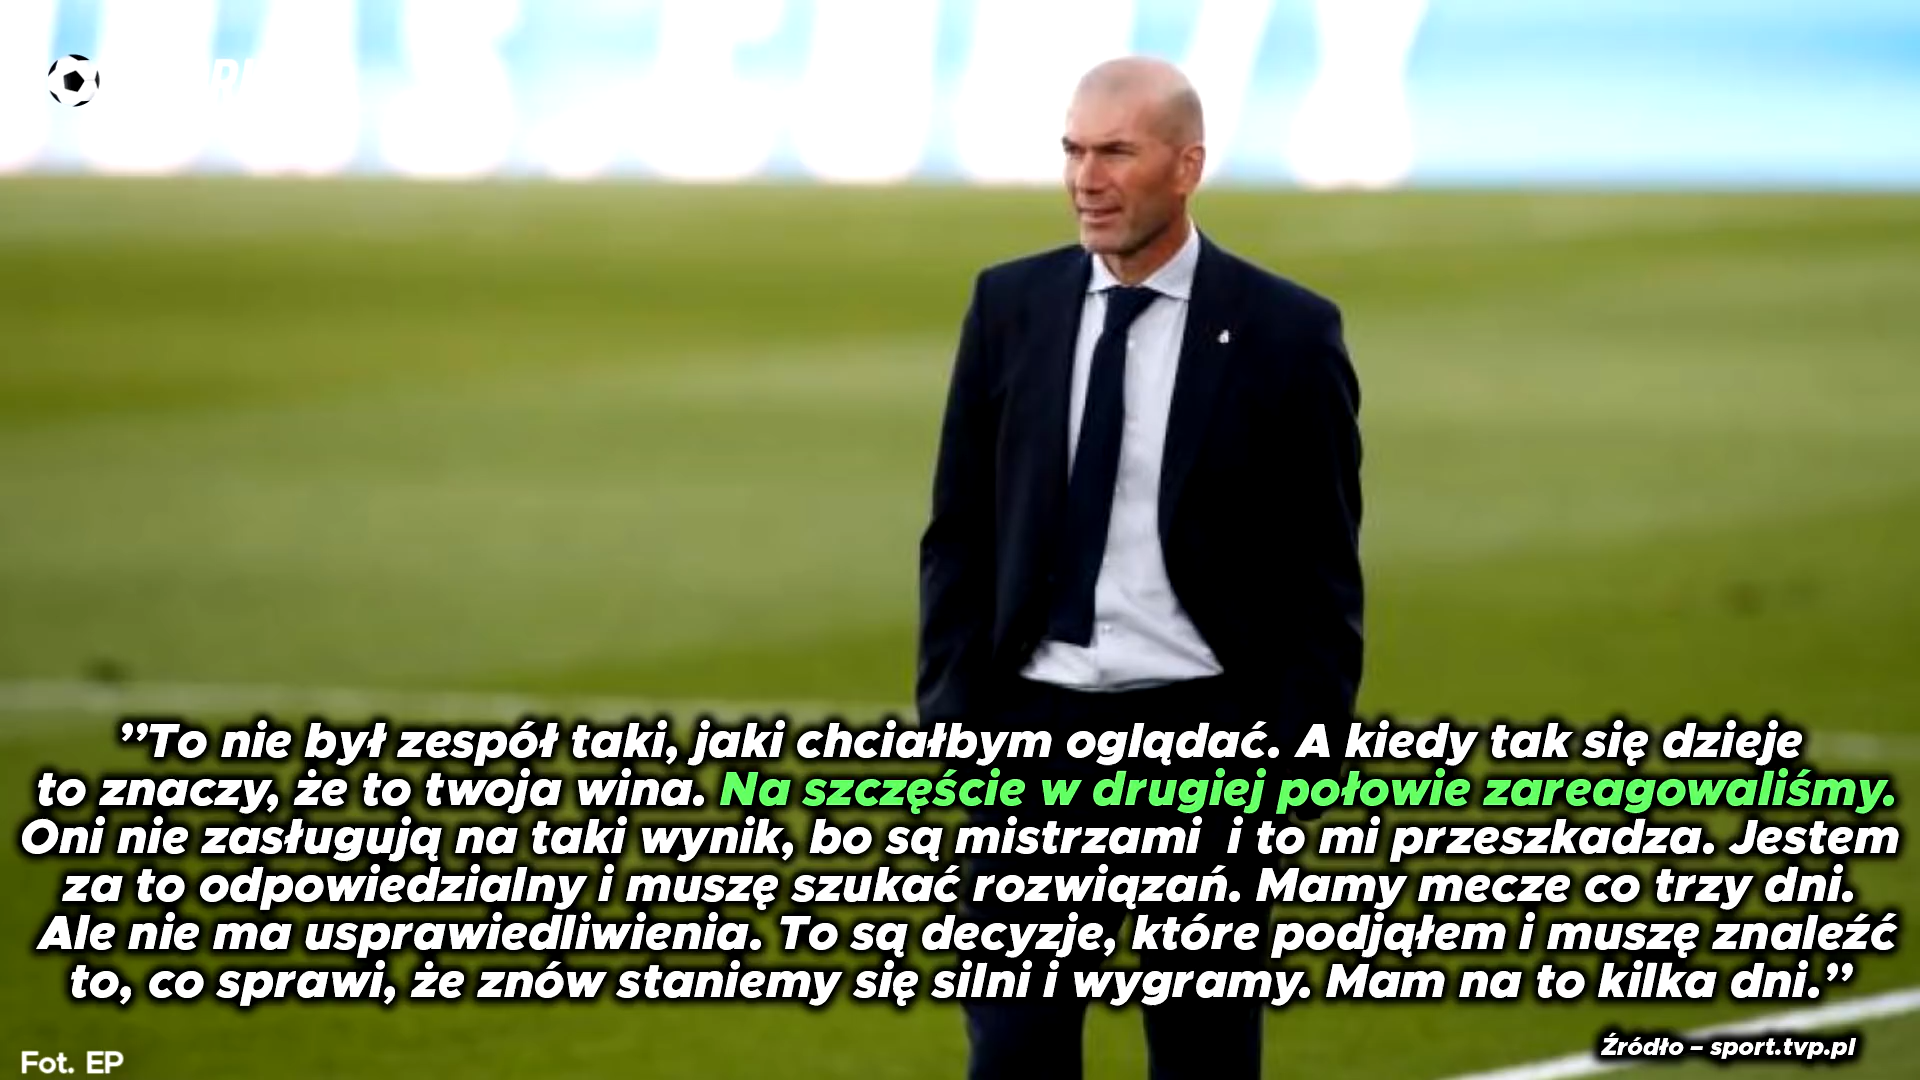 ”To nie był zespół taki, jaki chciałbym oglądać. A kiedy tak się dzieje
to znaczy, że to twoja wina. Na szczęście w drugiej połowie zareagowaliśmy.
Oni nie zasługują na taki wynik, bo są mistrzami i to mi przeszkadza. Jestem
za to odpowiedzialny i muszę szukać rozwiązań. Mamy mecze co trzy dni.
Ale nie ma usprawiedliwienia. To są decyzje, które podjąłem i muszę znaleźć
to, co sprawi, że znów staniemy się silni i wygramy. Mam na to kilka dni.”
Źródło – sport.tvp.pl
Fot. EP